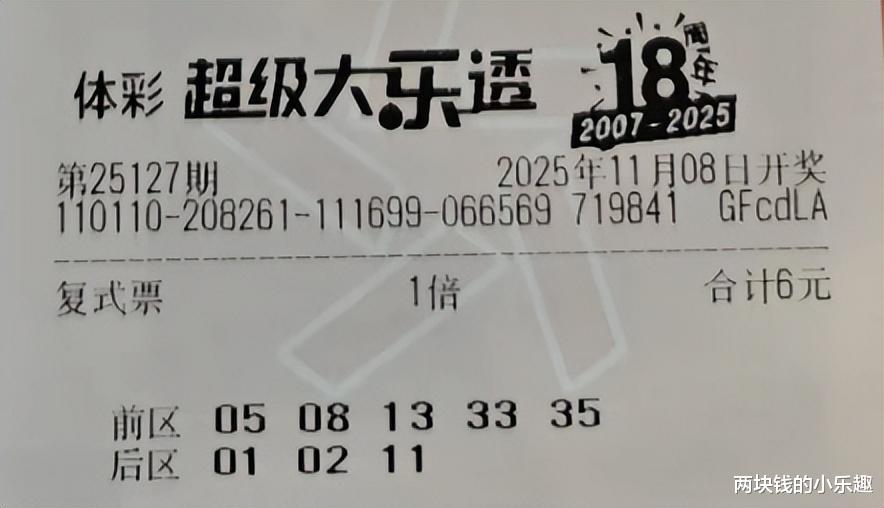 体彩 超级大乐透 18周年
2007-2025
第25127期 2025年11月08日开奖
110110-208261-111699-066569 719841 GFcdLA
复式票 1倍 合计6元
前区 05 08 13 33 35
后区 01 02 11
两块钱的小乐趣